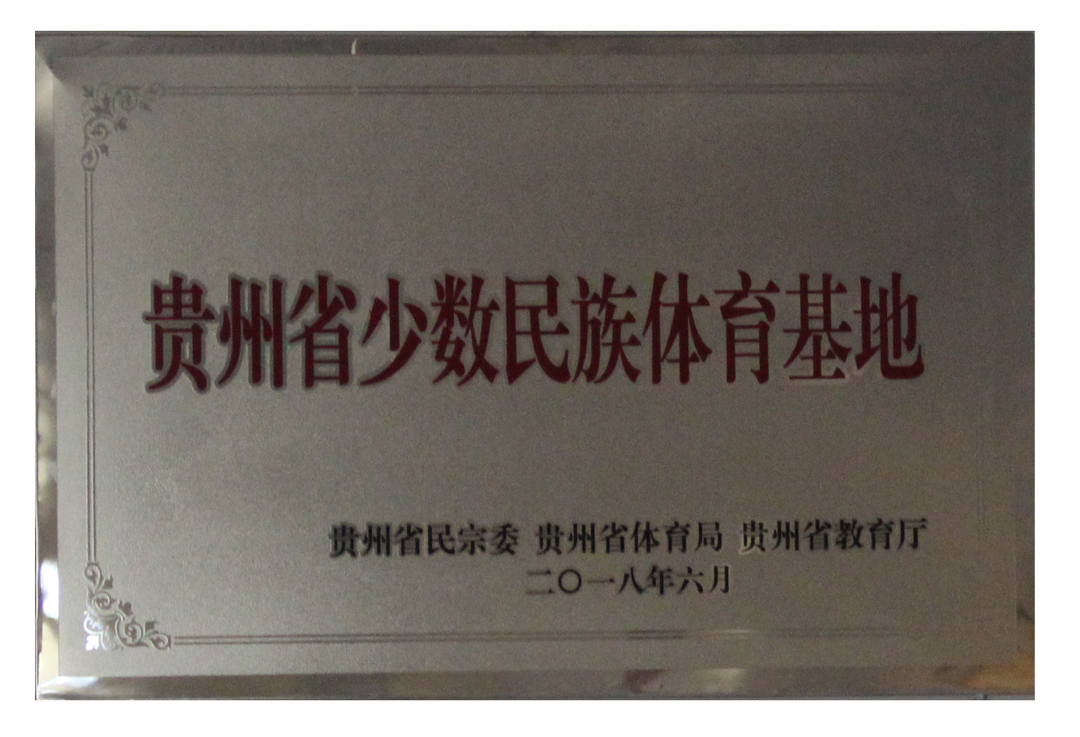 贵州省少数民族体育基地
贵州省民宗委 贵州省体育局 贵州省教育厅
二〇一八年六月